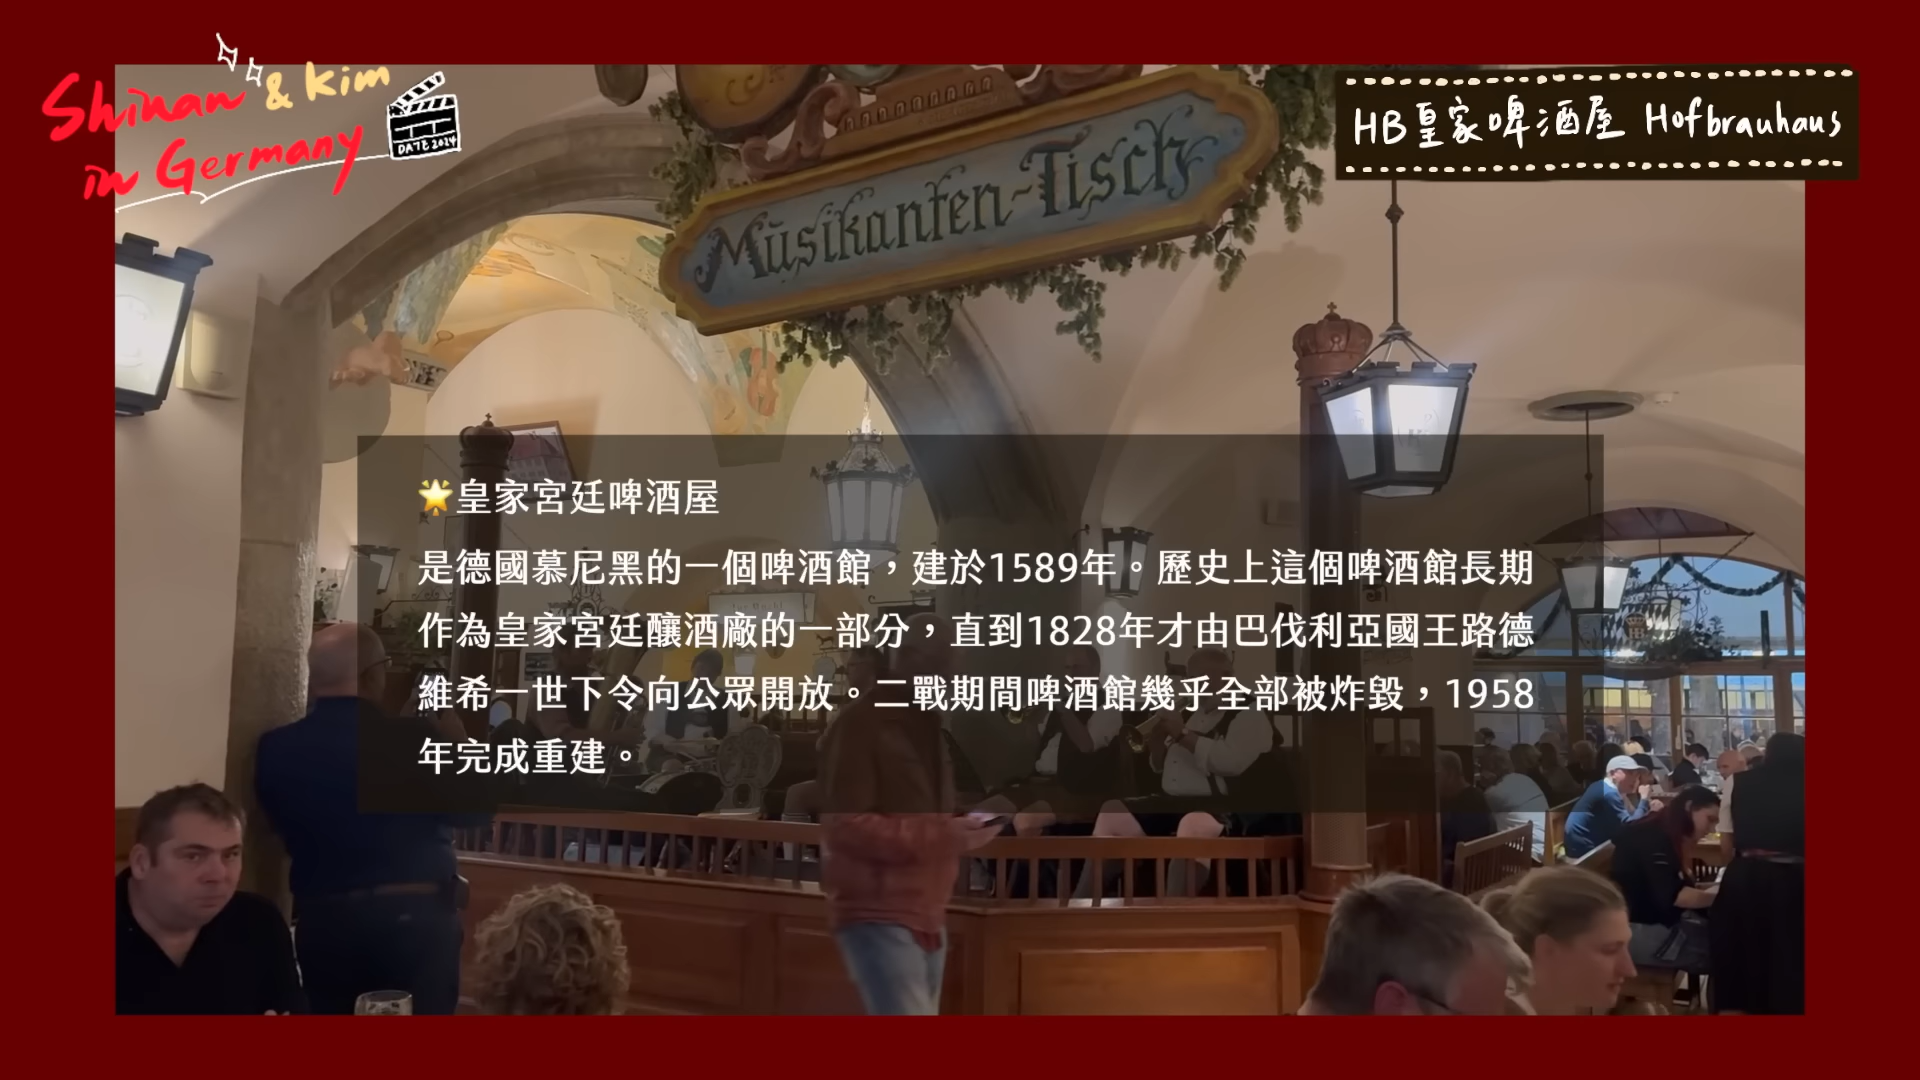 Shinan & Kim
in Germany
DATE 2024
HB皇家啤酒屋 Hofbrauhaus
Musikanten-Tisch
🌟皇家宮廷啤酒屋
是德國慕尼黑的一個啤酒館，建於1589年。歷史上這個啤酒館長期
作為皇家宮廷釀酒廠的一部分，直到1828年才由巴伐利亞國王路德
維希一世下令向公眾開放。二戰期間啤酒館幾乎全部被炸毀，1958
年完成重建。